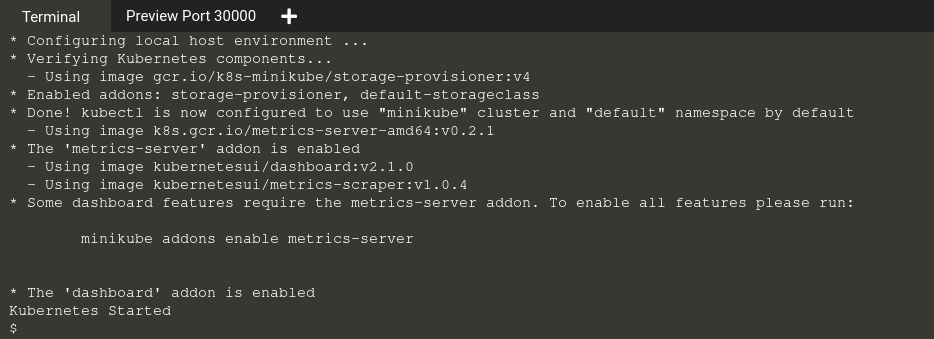 Terminal
Preview Port 30000
* Configuring local host environment ...
* Verifying Kubernetes components...
- Using image gcr.io/k8s-minikube/storage-provisioner:v4
* Enabled addons: storage-provisioner, default-storageclass
* Done! kubectl is now configured to use "minikube" cluster and "default" namespace by default
- Using image k8s.gcr.io/metrics-server-amd64:v0.2.1
* The 'metrics-server' addon is enabled
- Using image kubernetesui/dashboard:v2.1.0
- Using image kubernetesui/metrics-scraper:v1.0.4
* Some dashboard features require the metrics-server addon. To enable all features please run:
minikube addons enable metrics-server
* The 'dashboard' addon is enabled
Kubernetes Started
$